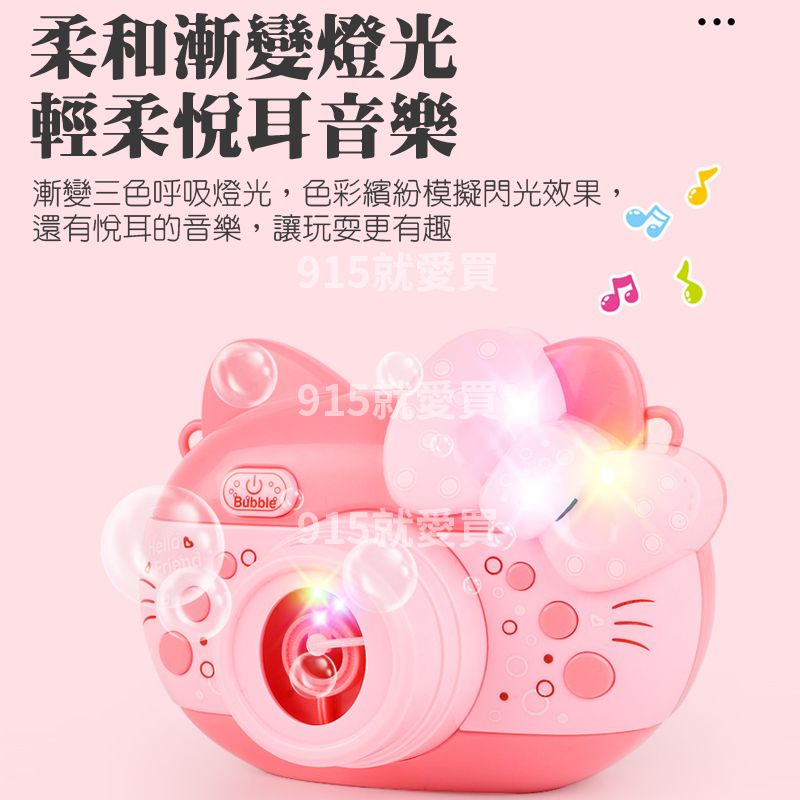 柔和漸變燈光
輕柔悅耳音樂
漸變三色呼吸燈光，色彩繽紛模擬閃光效果，
還有悅耳的音樂，讓玩耍更有趣
915就愛買
915就愛買
Bubble
915就愛買
Hello
Friend